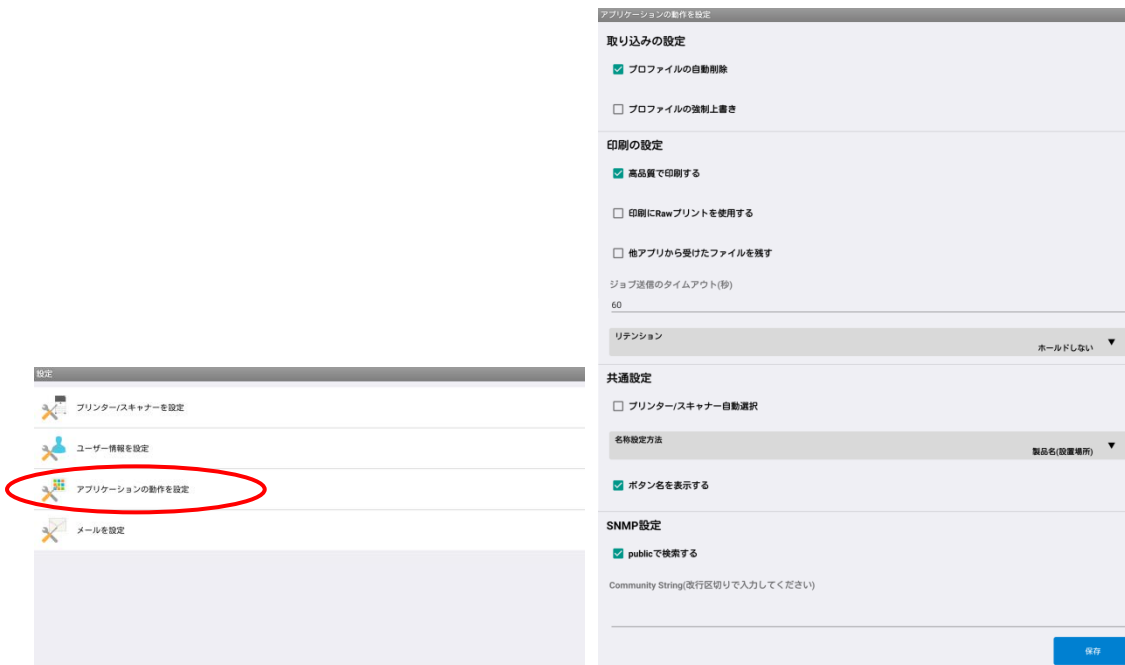 設定
プリンター/スキャナーを設定
ユーザー情報を設定
アプリケーションの動作を設定
メールを設定
アプリケーションの動作を設定
取り込みの設定
プロファイルの自動削除
プロファイルの強制上書き
印刷の設定
高品質で印刷する
印刷にRawプリントを使用する
他アプリから受けたファイルを残す
ジョブ送信のタイムアウト(秒)
60
リテンション
ホールドしない
共通設定
プリンター/スキャナー自動選択
名称設定方法
製品名(設置場所)
ボタン名を表示する
SNMP設定
publicで検索する
Community String(改行区切りで入力してください)
保存